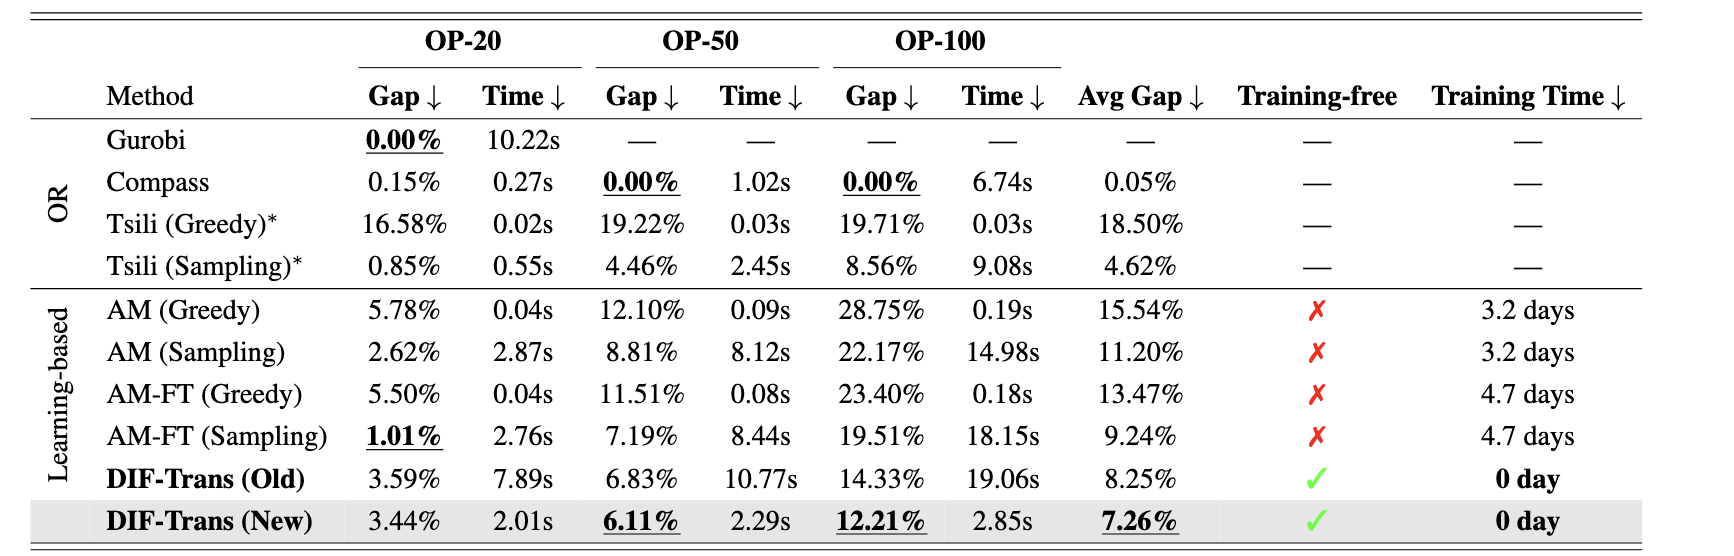 OP-20 OP-50 OP-100
Method Gap ↓ Time ↓ Gap ↓ Time ↓ Gap ↓ Time ↓ Avg Gap ↓ Training-free Training Time ↓
OR
Gurobi 0.00% 10.22s — — — — — — —
Compass 0.15% 0.27s 0.00% 1.02s 0.00% 6.74s 0.05% — —
Tsili (Greedy)* 16.58% 0.02s 19.22% 0.03s 19.71% 0.03s 18.50% — —
Tsili (Sampling)* 0.85% 0.55s 4.46% 2.45s 8.56% 9.08s 4.62% — —
Learning-based
AM (Greedy) 5.78% 0.04s 12.10% 0.09s 28.75% 0.19s 15.54% ✗ 3.2 days
AM (Sampling) 2.62% 2.87s 8.81% 8.12s 22.17% 14.98s 11.20% ✗ 3.2 days
AM-FT (Greedy) 5.50% 0.04s 11.51% 0.08s 23.40% 0.18s 13.47% ✗ 4.7 days
AM-FT (Sampling) 1.01% 2.76s 7.19% 8.44s 19.51% 18.15s 9.24% ✗ 4.7 days
DIF-Trans (Old) 3.59% 7.89s 6.83% 10.77s 14.33% 19.06s 8.25% ✓ 0 day
DIF-Trans (New) 3.44% 2.01s 6.11% 2.29s 12.21% 2.85s 7.26% ✓ 0 day